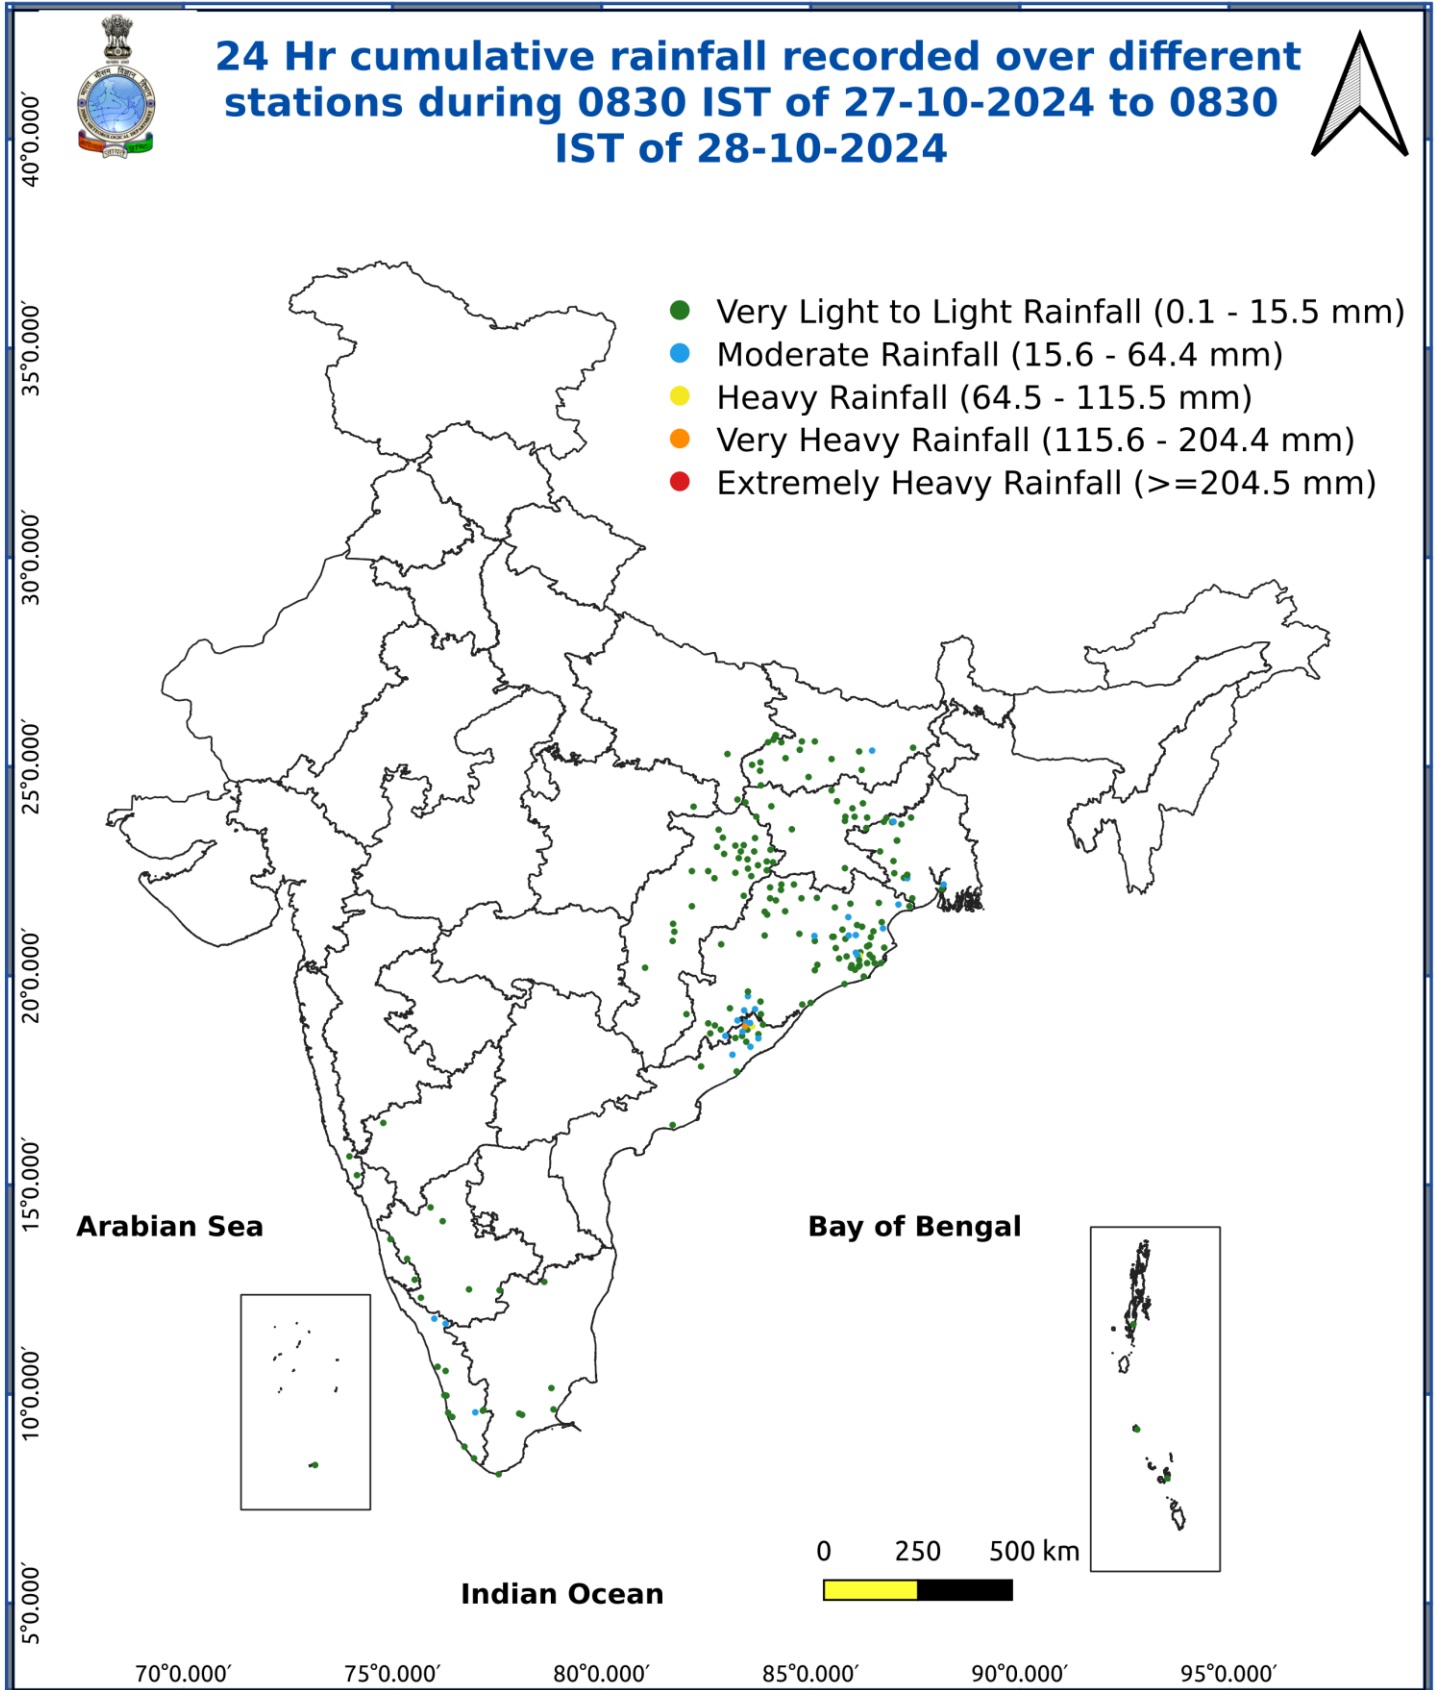 24 Hr cumulative rainfall recorded over different
stations during 0830 IST of 27-10-2024 to 0830
IST of 28-10-2024
Very Light to Light Rainfall (0.1 - 15.5 mm)
Moderate Rainfall (15.6 - 64.4 mm)
Heavy Rainfall (64.5 - 115.5 mm)
Very Heavy Rainfall (115.6 - 204.4 mm)
Extremely Heavy Rainfall (>=204.5 mm)
40°0.000′
35°0.000′
30°0.000′
25°0.000′
20°0.000′
15°0.000′
10°0.000′
5°0.000′
Arabian Sea
Bay of Bengal
Indian Ocean
0 250 500 km
70°0.000′ 75°0.000′ 80°0.000′ 85°0.000′ 90°0.000′ 95°0.000′